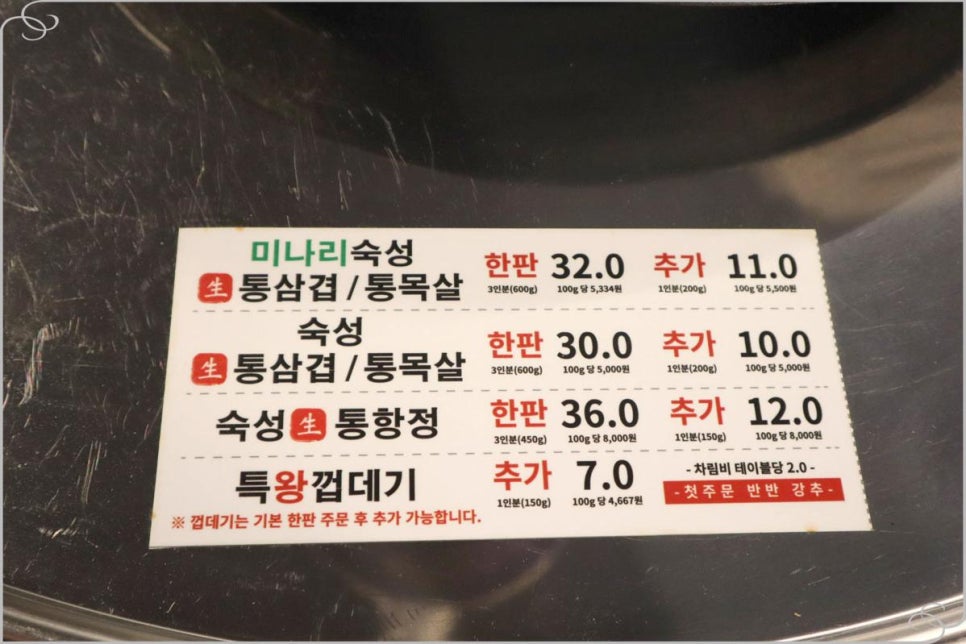 미나리숙성
生 통삼겹 / 통목살
한판 32.0 추가 11.0
3인분(600g) 100g 당 5,334원 1인분(200g) 100g 당 5,500원
숙성
生 통삼겹 / 통목살
한판 30.0 추가 10.0
3인분(600g) 100g 당 5,000원 1인분(200g) 100g 당 5,000원
숙성 生 통항정 한판 36.0 추가 12.0
3인분(450g) 100g 당 8,000원 1인분(150g) 100g 당 8,000원
특왕껍데기 추가 7.0
1인분(150g) 100g 당 4,667원
- 차림비 테이블당 2.0 -
- 첫주문 반반 강추 -
※ 껍데기는 기본 한판 주문 후 추가 가능합니다.